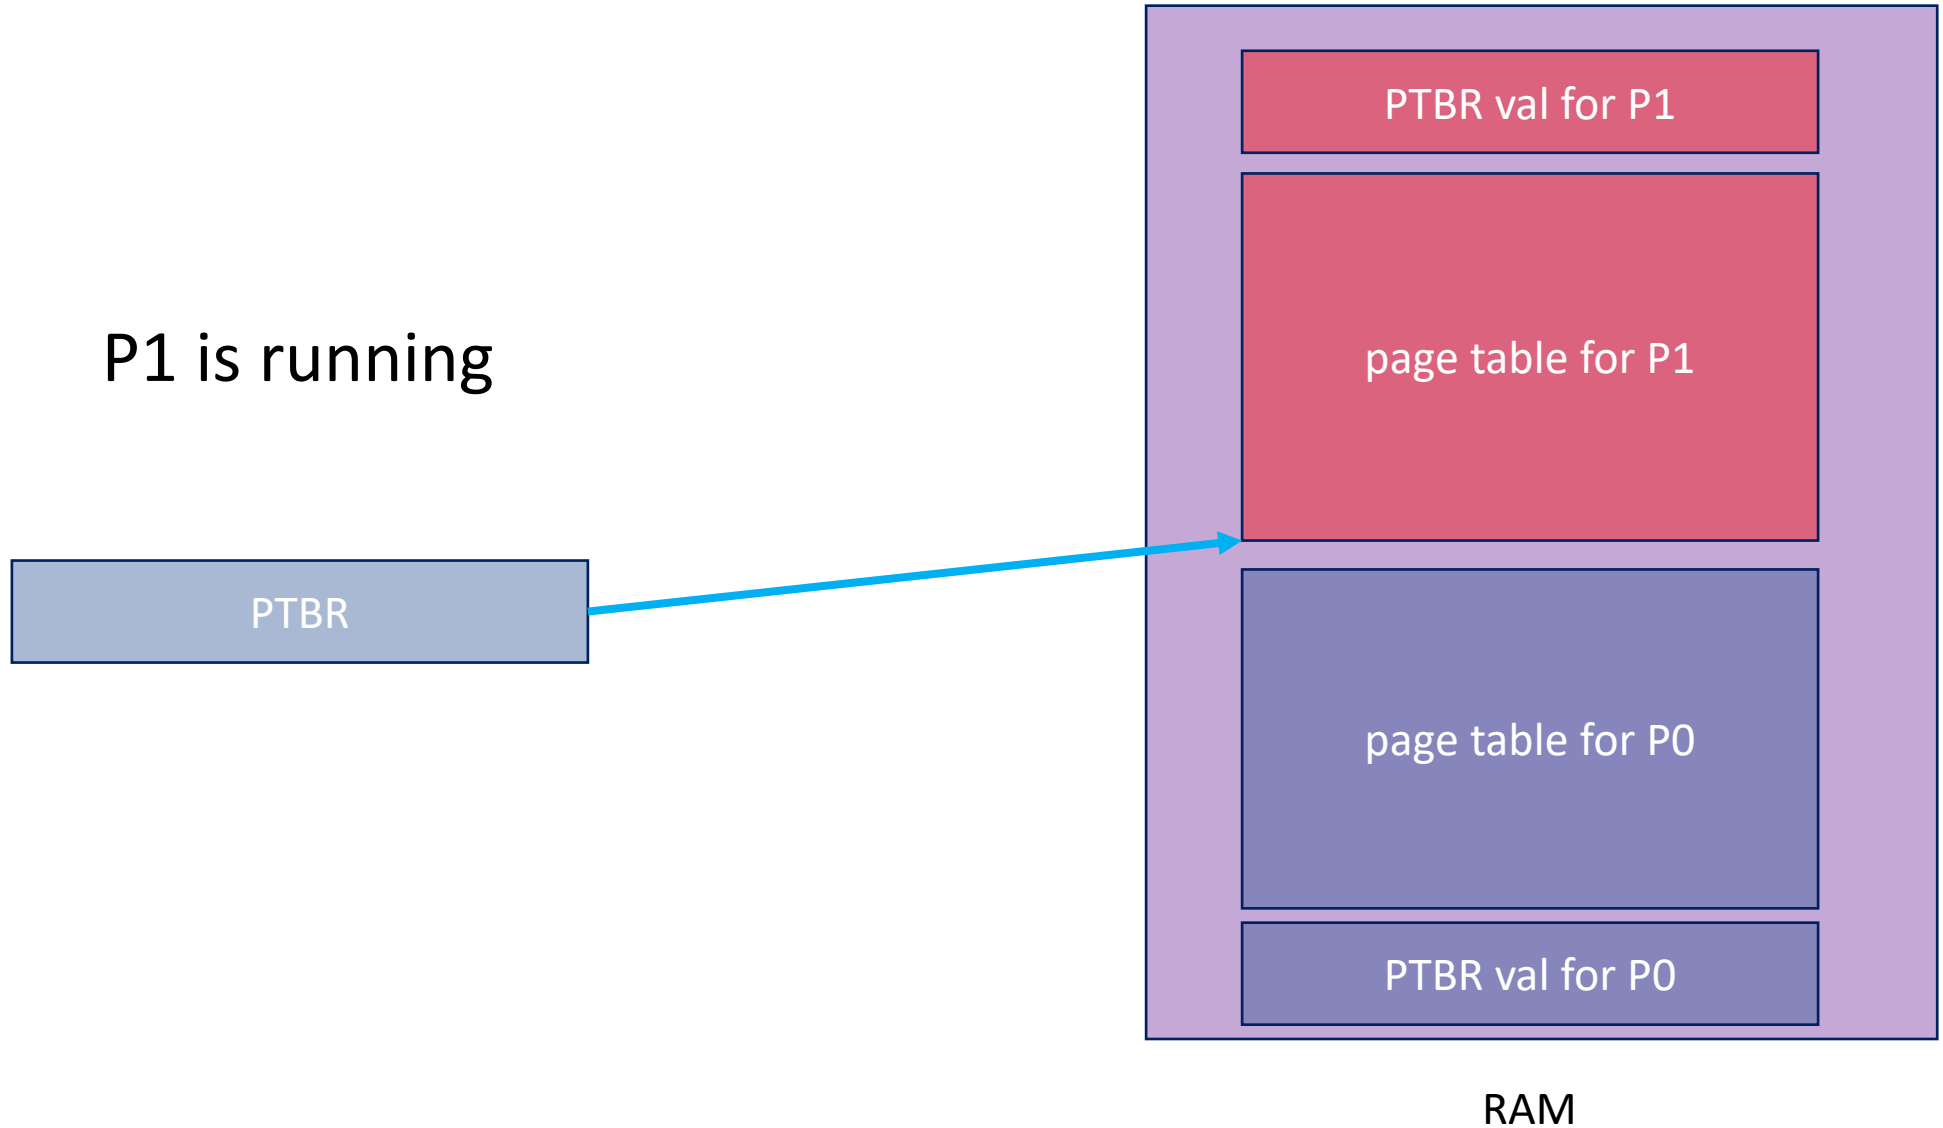 PTBR val for P1
page table for P1
P1 is running
PTBR
page table for P0
PTBR val for P0
RAM